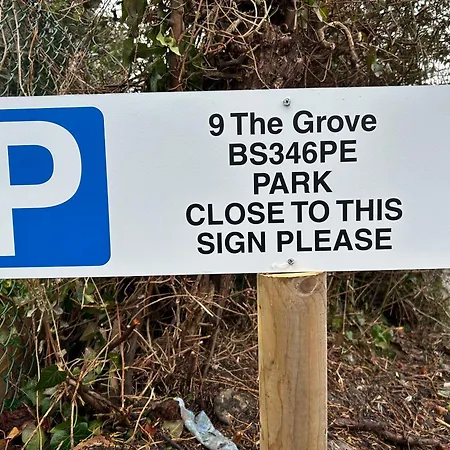 P
9 The Grove
BS346PE
PARK
CLOSE TO THIS
SIGN PLEASE